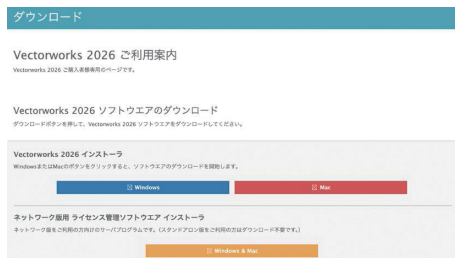 ダウンロード
Vectorworks 2026 ご利用案内
Vectorworks 2026 ご購入者様専用のページです。
Vectorworks 2026 ソフトウエアのダウンロード
ダウンロードボタンを押して、Vectorworks 2026 ソフトウエアをダウンロードしてください。
Vectorworks 2026 インストーラ
WindowsまたはMacのボタンをクリックすると、ソフトウエアのダウンロードを開始します。
Windows
Mac
ネットワーク版用 ライセンス管理ソフトウエア インストーラ
ネットワーク版をご利用の方向けのサーバプログラムです。（スタンドアロン版をご利用の方はダウンロード不要です。）
Windows & Mac